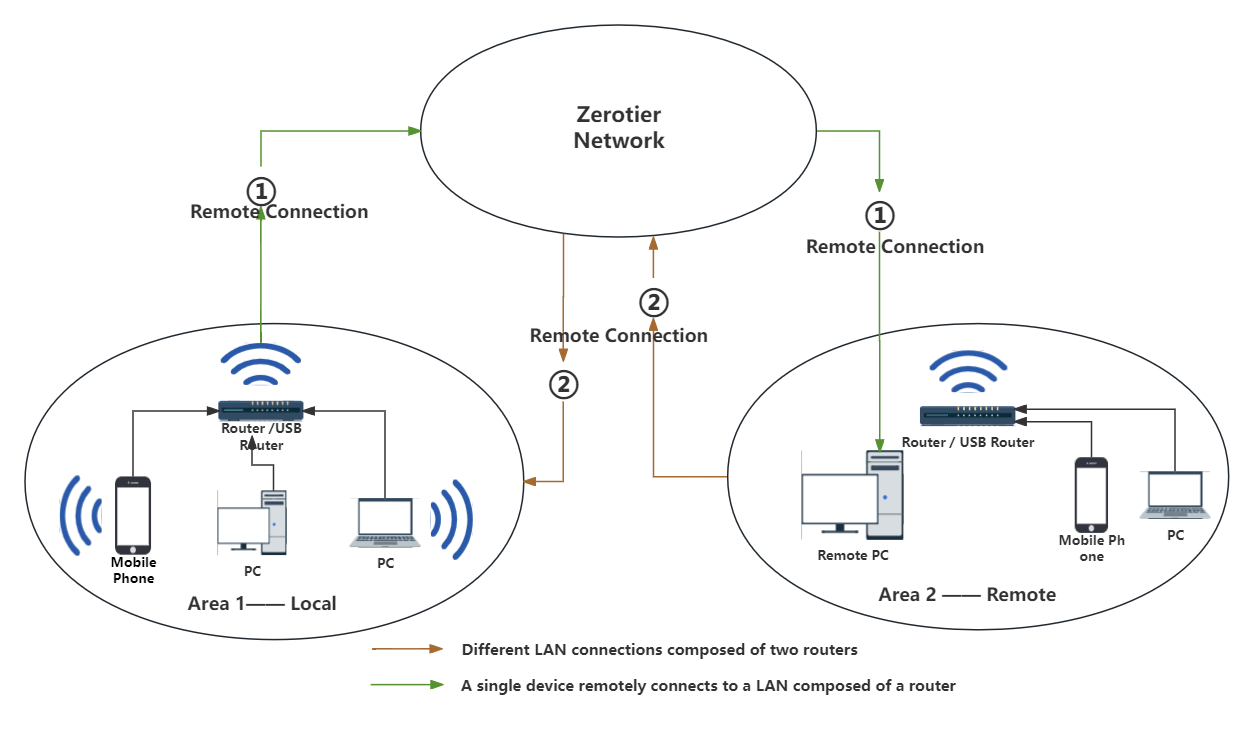 Zerotier
Network
①
Remote Connection
①
Remote Connection
②
Remote Connection
②
Router /USB
Router
Mobile
Phone
PC
PC
Area 1—— Local
Router / USB Router
Remote PC
Mobile Ph
one
PC
Area 2 —— Remote
Different LAN connections composed of two routers
A single device remotely connects to a LAN composed of a router